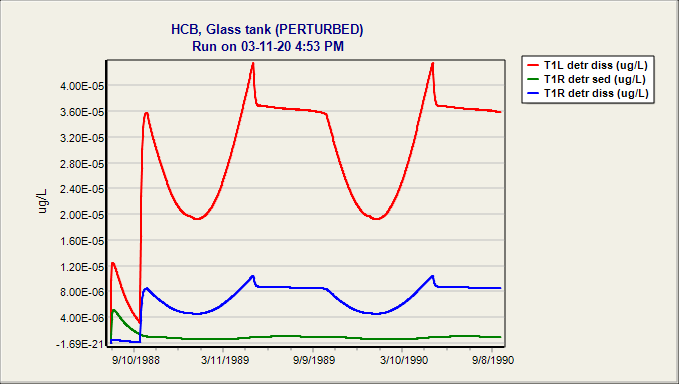 HCB, Glass tank (PERTURBED)
Run on 03-11-20 4:53 PM
T1L detr diss (ug/L)
T1R detr sed (ug/L)
T1R detr diss (ug/L)
ug/L
4.00E-05
3.60E-05
3.20E-05
2.80E-05
2.40E-05
2.00E-05
1.60E-05
1.20E-05
8.00E-06
4.00E-06
-1.69E-21
9/10/1988
3/11/1989
9/9/1989
3/10/1990
9/8/1990